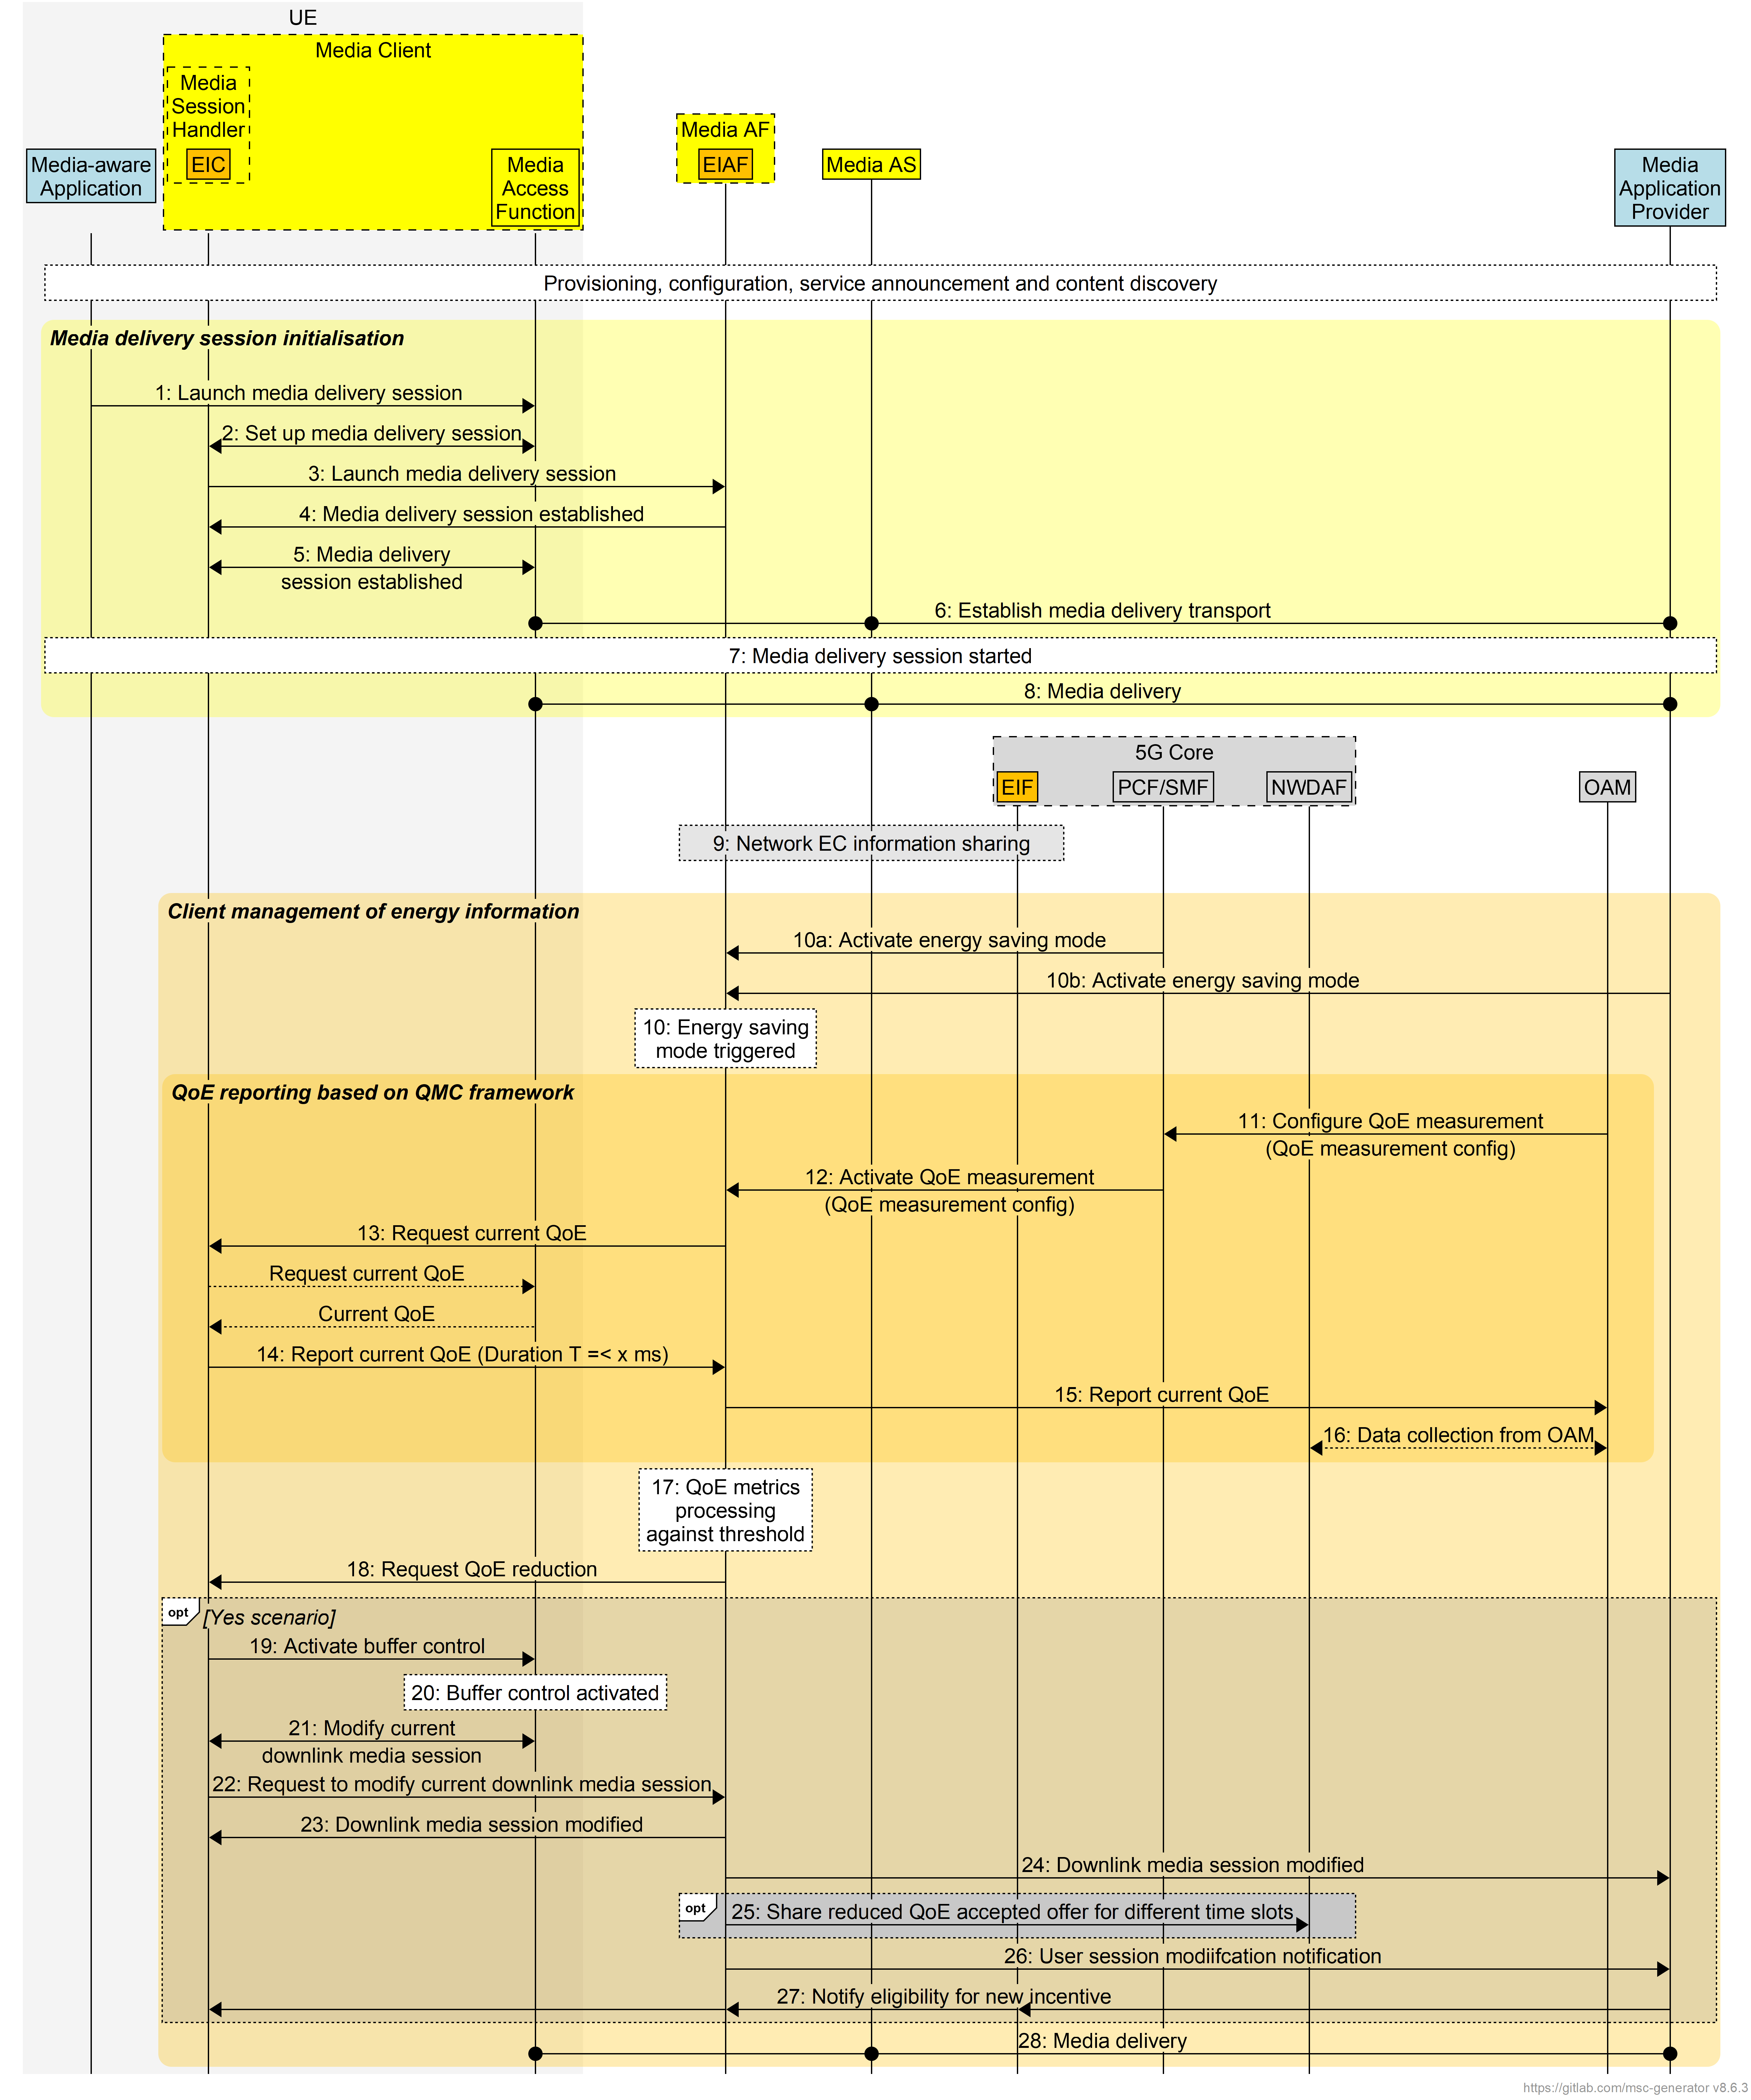 UE
Media Client
Media
Session
Handler
Media AF
Media-aware
Application
EIC
Media
Access
Function
EIAF
Media AS
Media
Application
Provider
Provisioning, configuration, service announcement and content discovery
Media delivery session initialisation
1: Launch media delivery session
2: Set up media delivery session
3: Launch media delivery session
4: Media delivery session established
5: Media delivery
session established
6: Establish media delivery transport
7: Media delivery session started
8: Media delivery
5G Core
EIF
PCF/SMF
NWDAF
OAM
9: Network EC information sharing
Client management of energy information
10a: Activate energy saving mode
10b: Activate energy saving mode
10: Energy saving
mode triggered
QoE reporting based on QMC framework
11: Configure QoE measurement
(QoE measurement config)
12: Activate QoE measurement
(QoE measurement config)
13: Request current QoE
Request current QoE
Current QoE
14: Report current QoE (Duration T =< x ms)
15: Report current QoE
16: Data collection from OAM
17: QoE metrics
processing
against threshold
18: Request QoE reduction
opt
[Yes scenario]
19: Activate buffer control
20: Buffer control activated
21: Modify current
downlink media session
22: Request to modify current downlink media session
23: Downlink media session modified
24: Downlink media session modified
opt
25: Share reduced QoE accepted offer for different time slots
26: User session modiifcation notification
27: Notify eligibility for new incentive
28: Media delivery
https://gitlab.com/msc-generator v8.6.3